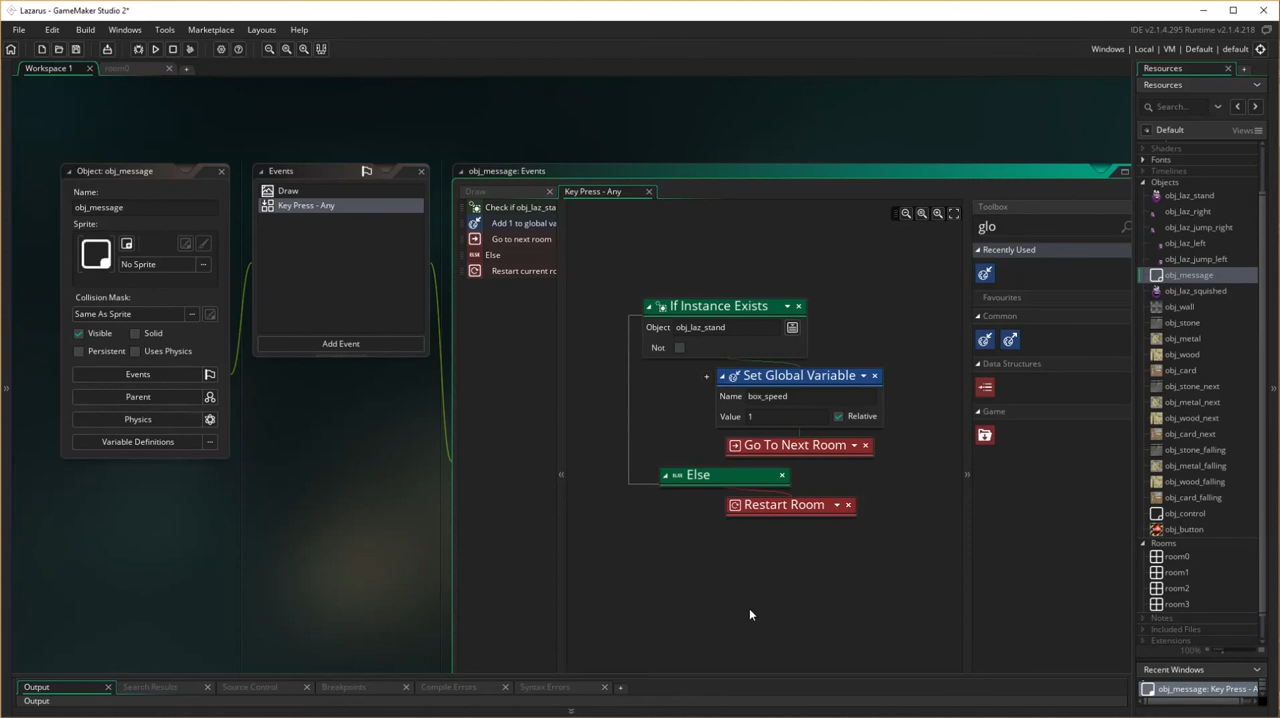 Lazarus - GameMaker Studio 2*
File Edit Build Windows Tools Marketplace Layouts Help
IDE v2.1.4.295 Runtime v2.1.4.218
Windows | Local | VM | Default | default
Workspace 1
room0
Object: obj_message
Name:
obj_message
Sprite:
No Sprite
Collision Mask:
Same As Sprite
Visible
Solid
Persistent
Uses Physics
Events
Parent
Physics
Variable Definitions
Events
Draw
Key Press - Any
Add Event
obj_message: Events
Draw
Key Press - Any
Check if obj_laz_sta
Add 1 to global va
Go to next room
Else
Restart current ro
If Instance Exists
Object obj_laz_stand
Not
Set Global Variable
Name box_speed
Value 1
Relative
Go To Next Room
ELSE Else
Restart Room
Toolbox
glo
Recently Used
Favourites
Common
Data Structures
Game
Resources
Resources
Search...
Default
Views
Shaders
Fonts
Timelines
Objects
obj_laz_stand
obj_laz_right
obj_laz_jump_right
obj_laz_left
obj_laz_jump_left
obj_message
obj_laz_squished
obj_wall
obj_stone
obj_metal
obj_wood
obj_card
obj_stone_next
obj_metal_next
obj_wood_next
obj_card_next
obj_stone_falling
obj_metal_falling
obj_wood_falling
obj_card_falling
obj_control
obj_button
Rooms
room0
room1
room2
room3
Notes
Included Files
Extensions
100%
Recent Windows
obj_message: Key Press - A
Output
Search Results
Source Control
Breakpoints
Compile Errors
Syntax Errors
Output